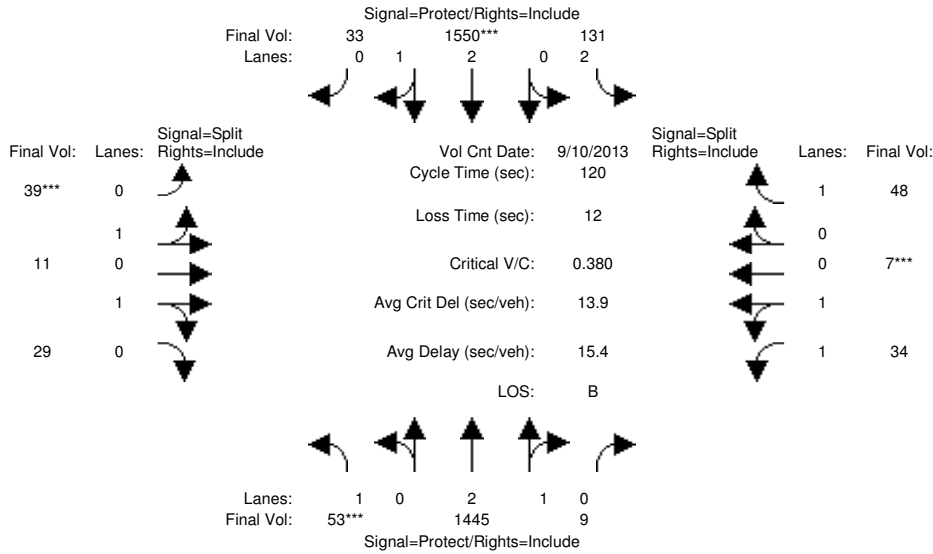 Signal=Protect/Rights=Include
Final Vol: 33 1550*** 131
Lanes: 0 1 2 0 2
Signal=Split
Final Vol: Lanes: Rights=Include
Vol Cnt Date: 9/10/2013
Signal=Split
Rights=Include Lanes: Final Vol:
Cycle Time (sec): 120
39*** 0
1 48
Loss Time (sec): 12
1
0
11 0
Critical V/C: 0.380
0 7***
1
Avg Crit Del (sec/veh): 13.9
1
29 0
Avg Delay (sec/veh): 15.4
1 34
LOS: B
Lanes: 1 0 2 1 0
Final Vol: 53*** 1445 9
Signal=Protect/Rights=Include